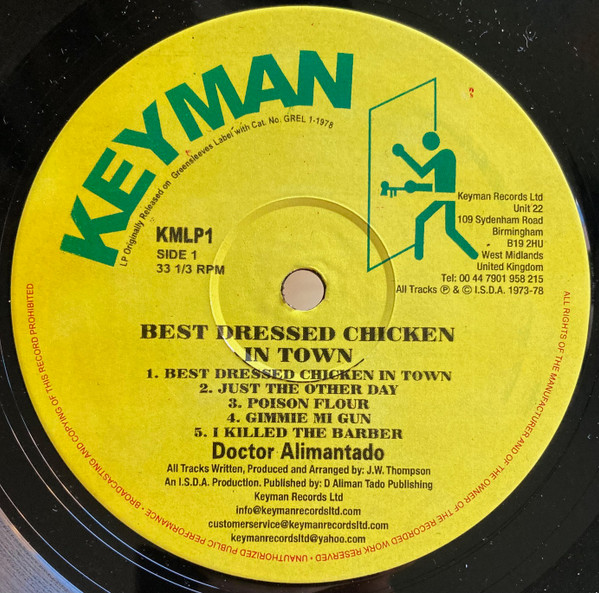 KEYMAN
LP Originally Released on Greensleeves Label with Cat. No. GREL 1-1978
KMLP1
SIDE 1
33 1/3 RPM
Keyman Records Ltd
Unit 22
109 Sydenham Road
Birmingham
B19 2HU
West Midlands
United Kingdom
Tel: 00 44 7901 958 215
All Tracks Ⓟ & © I.S.D.A. 1973-78
BEST DRESSED CHICKEN
IN TOWN
1. BEST DRESSED CHICKEN IN TOWN
2. JUST THE OTHER DAY
3. POISON FLOUR
4. GIMMIE MI GUN
5. I KILLED THE BARBER
Doctor Alimantado
All Tracks Written, Produced and Arranged by: J.W. Thompson
An I.S.D.A. Production. Published by: D Aliman Tado Publishing
Keyman Records Ltd
info@keymanrecordsltd.com
customerservice@keymanrecordsltd.com
keymanrecordsltd@yahoo.com
ALL RIGHTS OF THE MANUFACTURER AND OF THE OWNER OF THE RECORDED WORK RESERVED • UNAUTHORIZED PUBLIC PERFORMANCE BROADCASTING AND COPYING OF THIS RECORD PROHIBITED